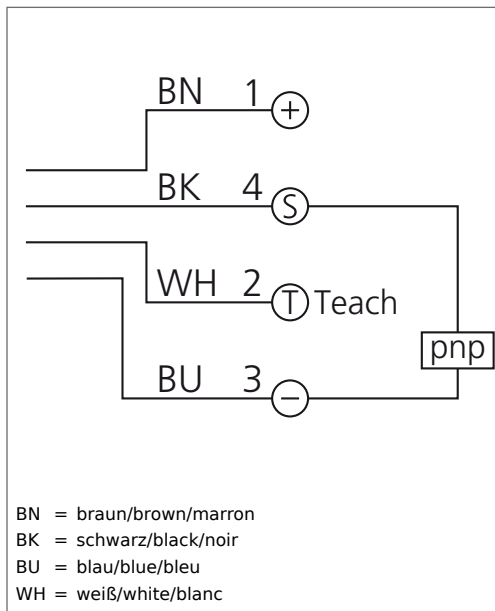 BN 1 +
BK 4 S
WH 2 T Teach
pnp
BU 3 −
BN = braun/brown/marron
BK = schwarz/black/noir
BU = blau/blue/bleu
WH = weiß/white/blanc